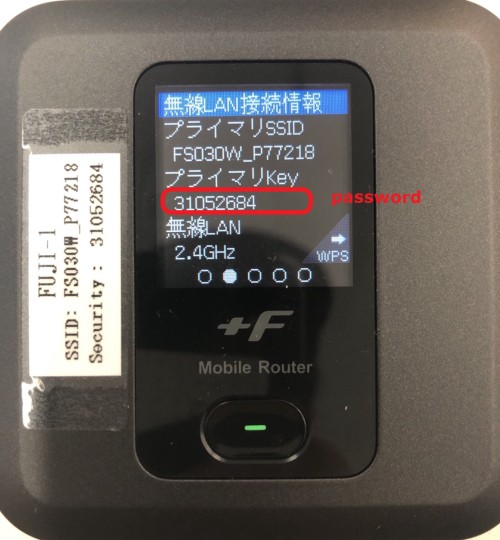 無線LAN接続情報
プライマリSSID
FS030W_P77218
プライマリKey
31052684
password
無線LAN
2.4GHz
WPS
+F
Mobile Router
FUJI-1
SSID: FS030W_P77218
Security: 31052684